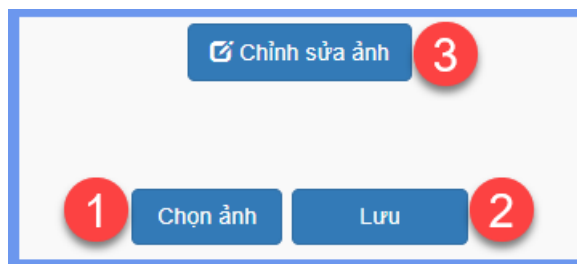 Chỉnh sửa ảnh 3
1 Chọn ảnh Lưu 2